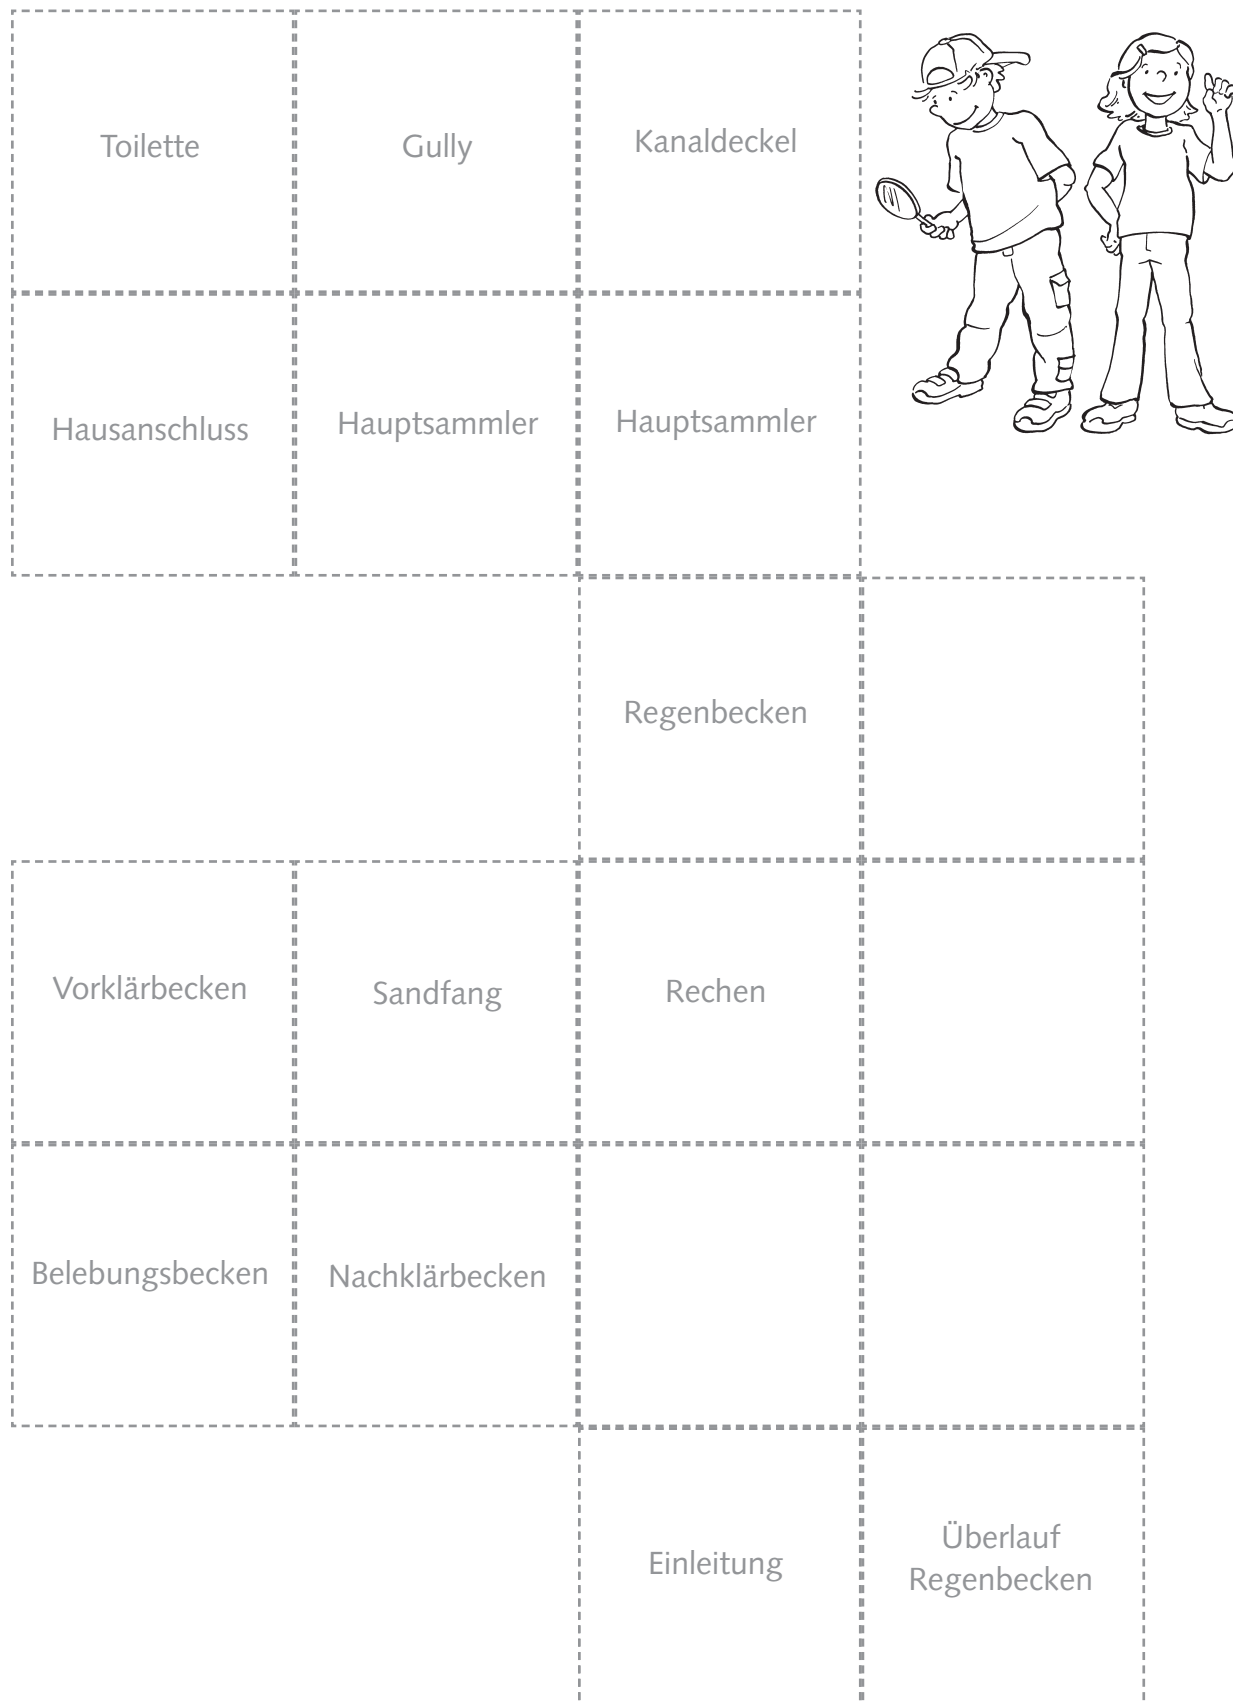 Toilette
Gully
Kanaldeckel
Hausanschluss
Hauptsammler
Hauptsammler
Regenbecken
Vorklärbecken
Sandfang
Rechen
Belebungsbecken
Nachklärbecken
Einleitung
Überlauf
Regenbecken